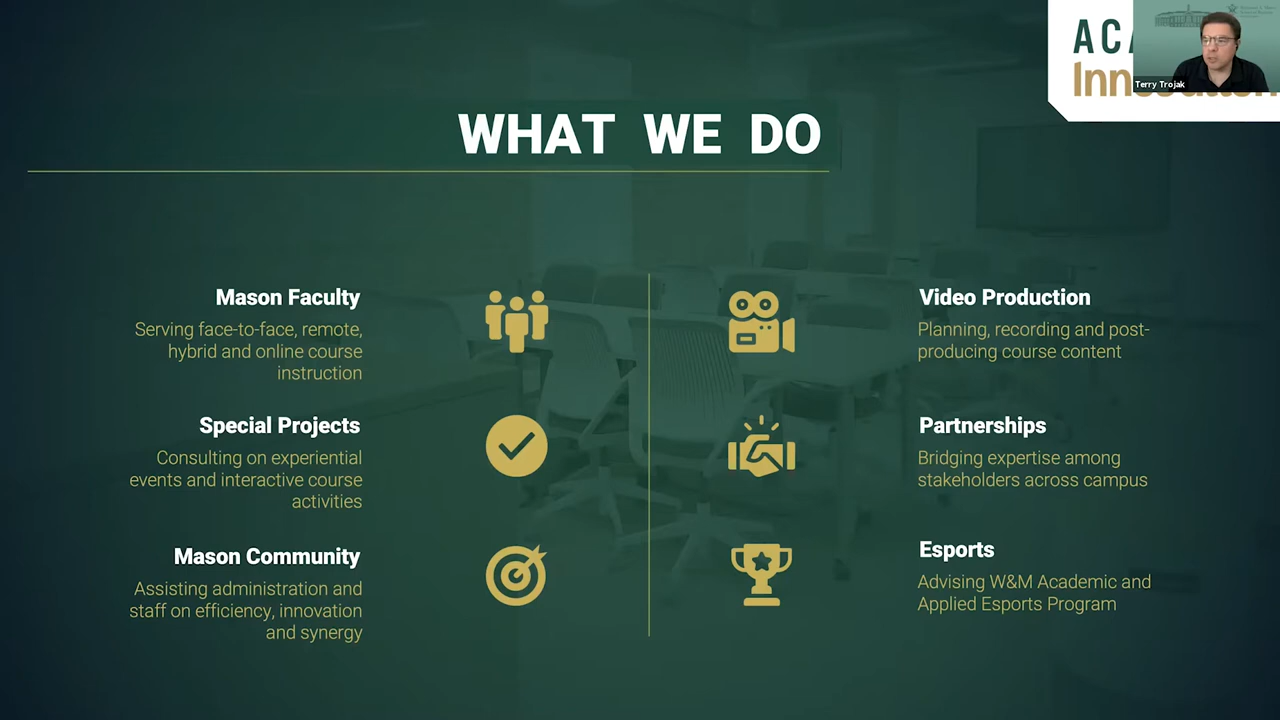 WHAT WE DO
Mason Faculty
Serving face-to-face, remote,
hybrid and online course
instruction
Special Projects
Consulting on experiential
events and interactive course
activities
Mason Community
Assisting administration and
staff on efficiency, innovation
and synergy
Video Production
Planning, recording and post-
producing course content
Partnerships
Bridging expertise among
stakeholders across campus
Esports
Advising W&M Academic and
Applied Esports Program
Terry Trojak